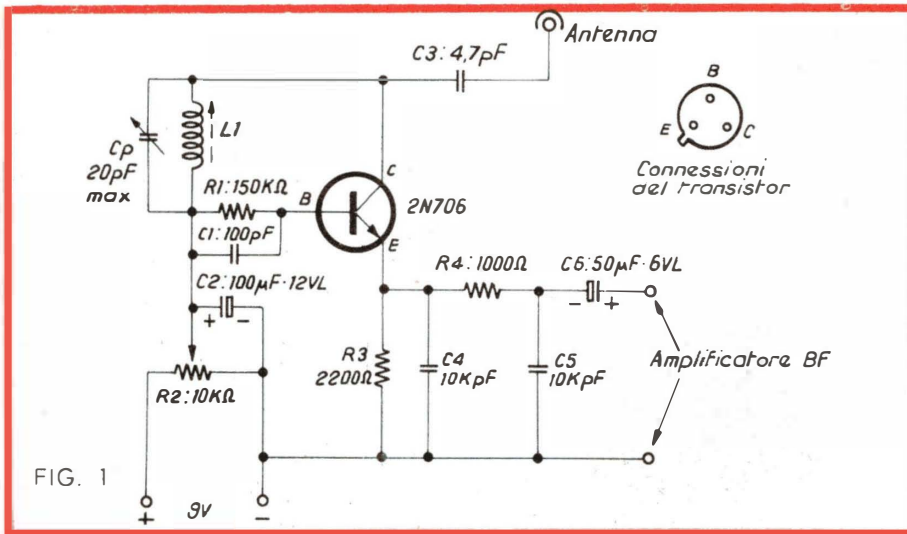 Antenna
C3:4,7pF
B
E
C
Connessioni
del transistor
L1
Cp
20pF
max
R1:150KΩ
B
C
2N706
E
C1:100pF
C2:100µF·12VL
+
-
R4:1000Ω
C6:50µF·6VL
-
+
R2:10KΩ
R3
2200Ω
C4
10KpF
C5
10KpF
Amplificatore BF
FIG. 1
+
9V
-